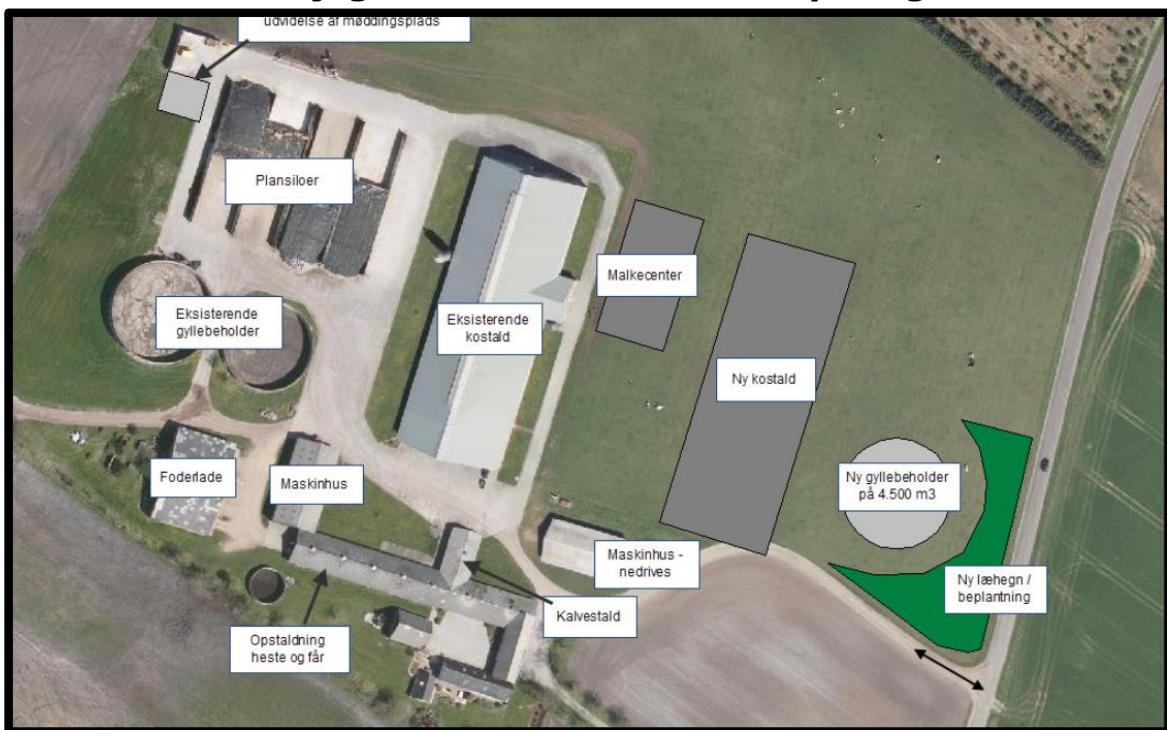 udvidelse af møddingsplads
Plansiloer
Malkecenter
Eksisterende
gyllebeholder
Eksisterende
kostald
Ny kostald
Foderlade
Maskinhus
Ny gyllebeholder
på 4.500 m3
Maskinhus -
nedrives
Ny læhegn /
beplantning
Kalvestald
Opstaldning
heste og får